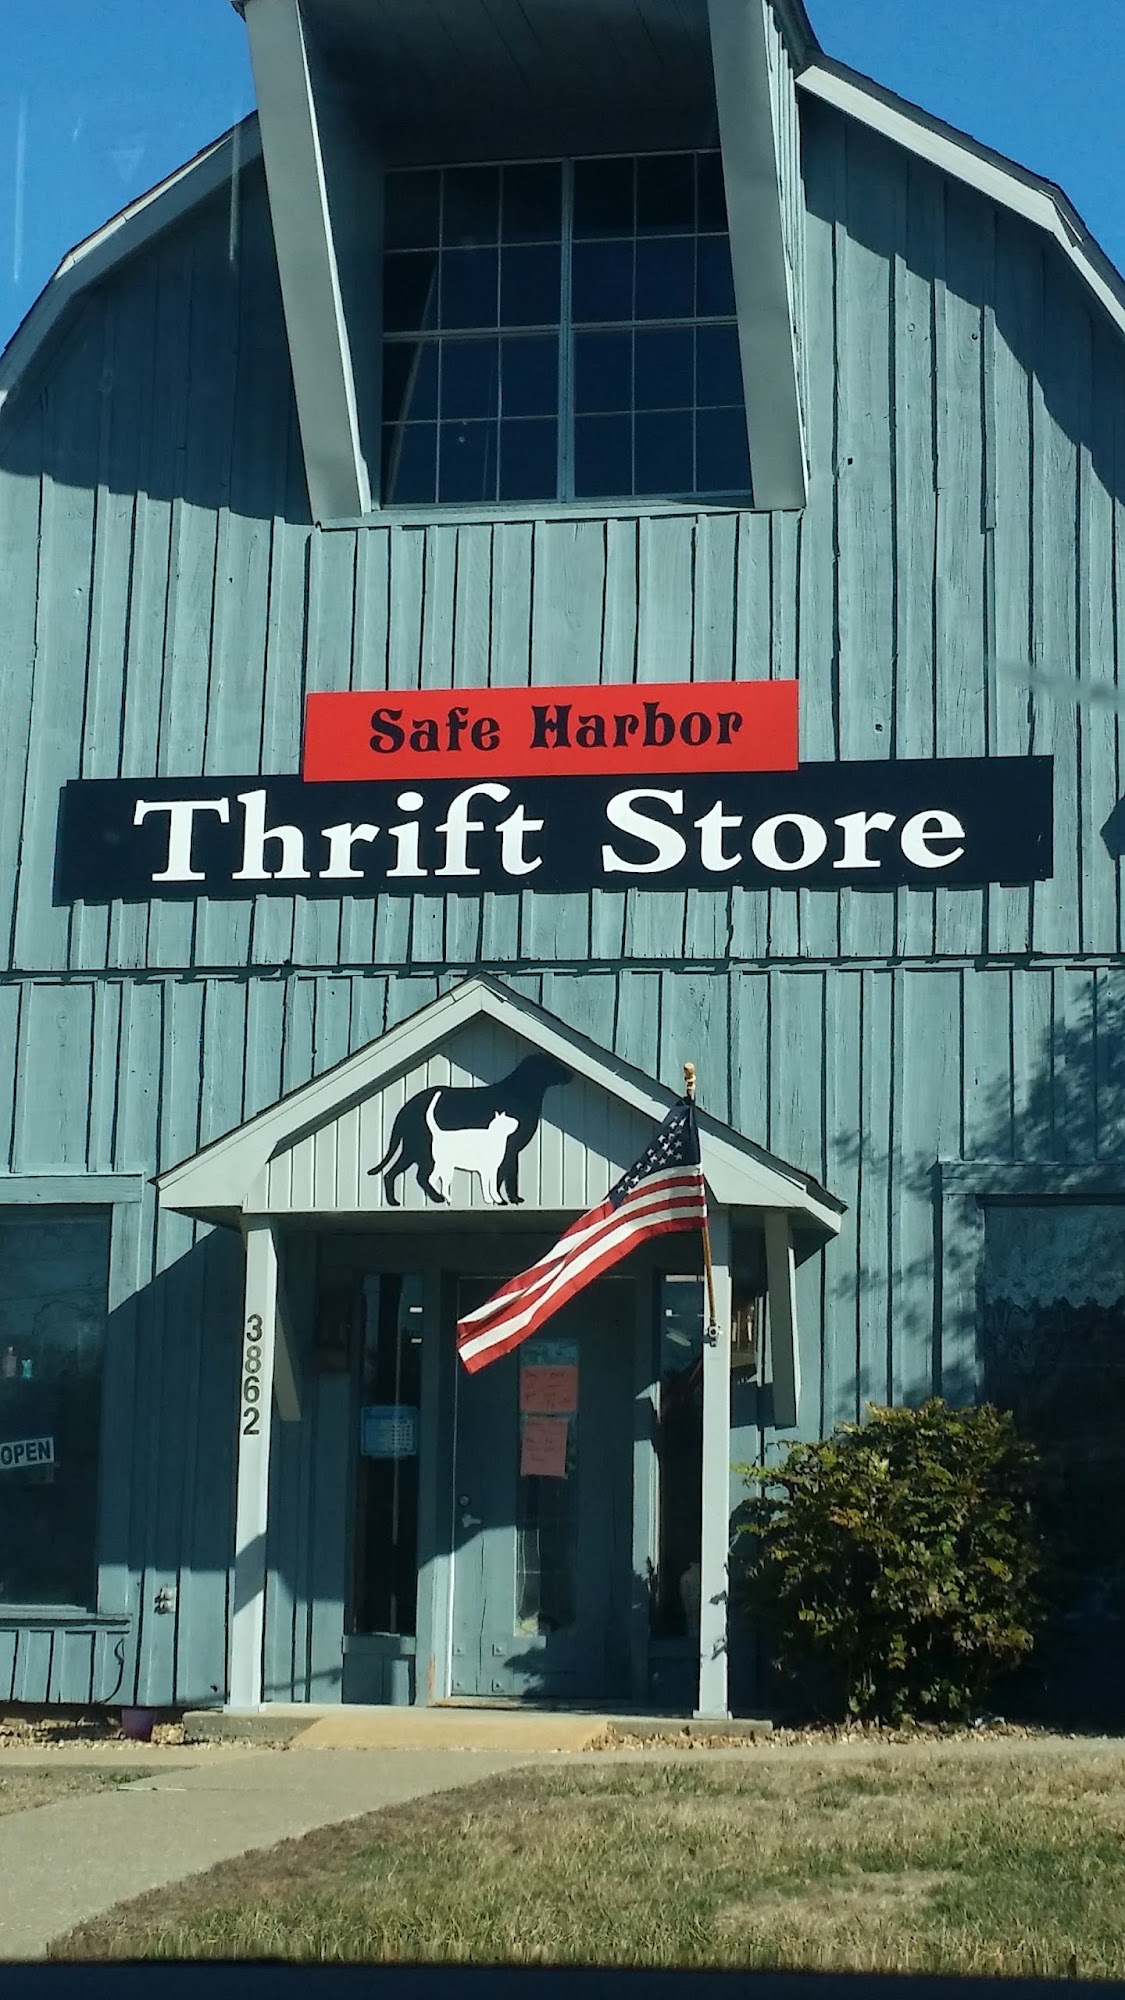 Safe Harbor
Thrift Store
3862
OPEN